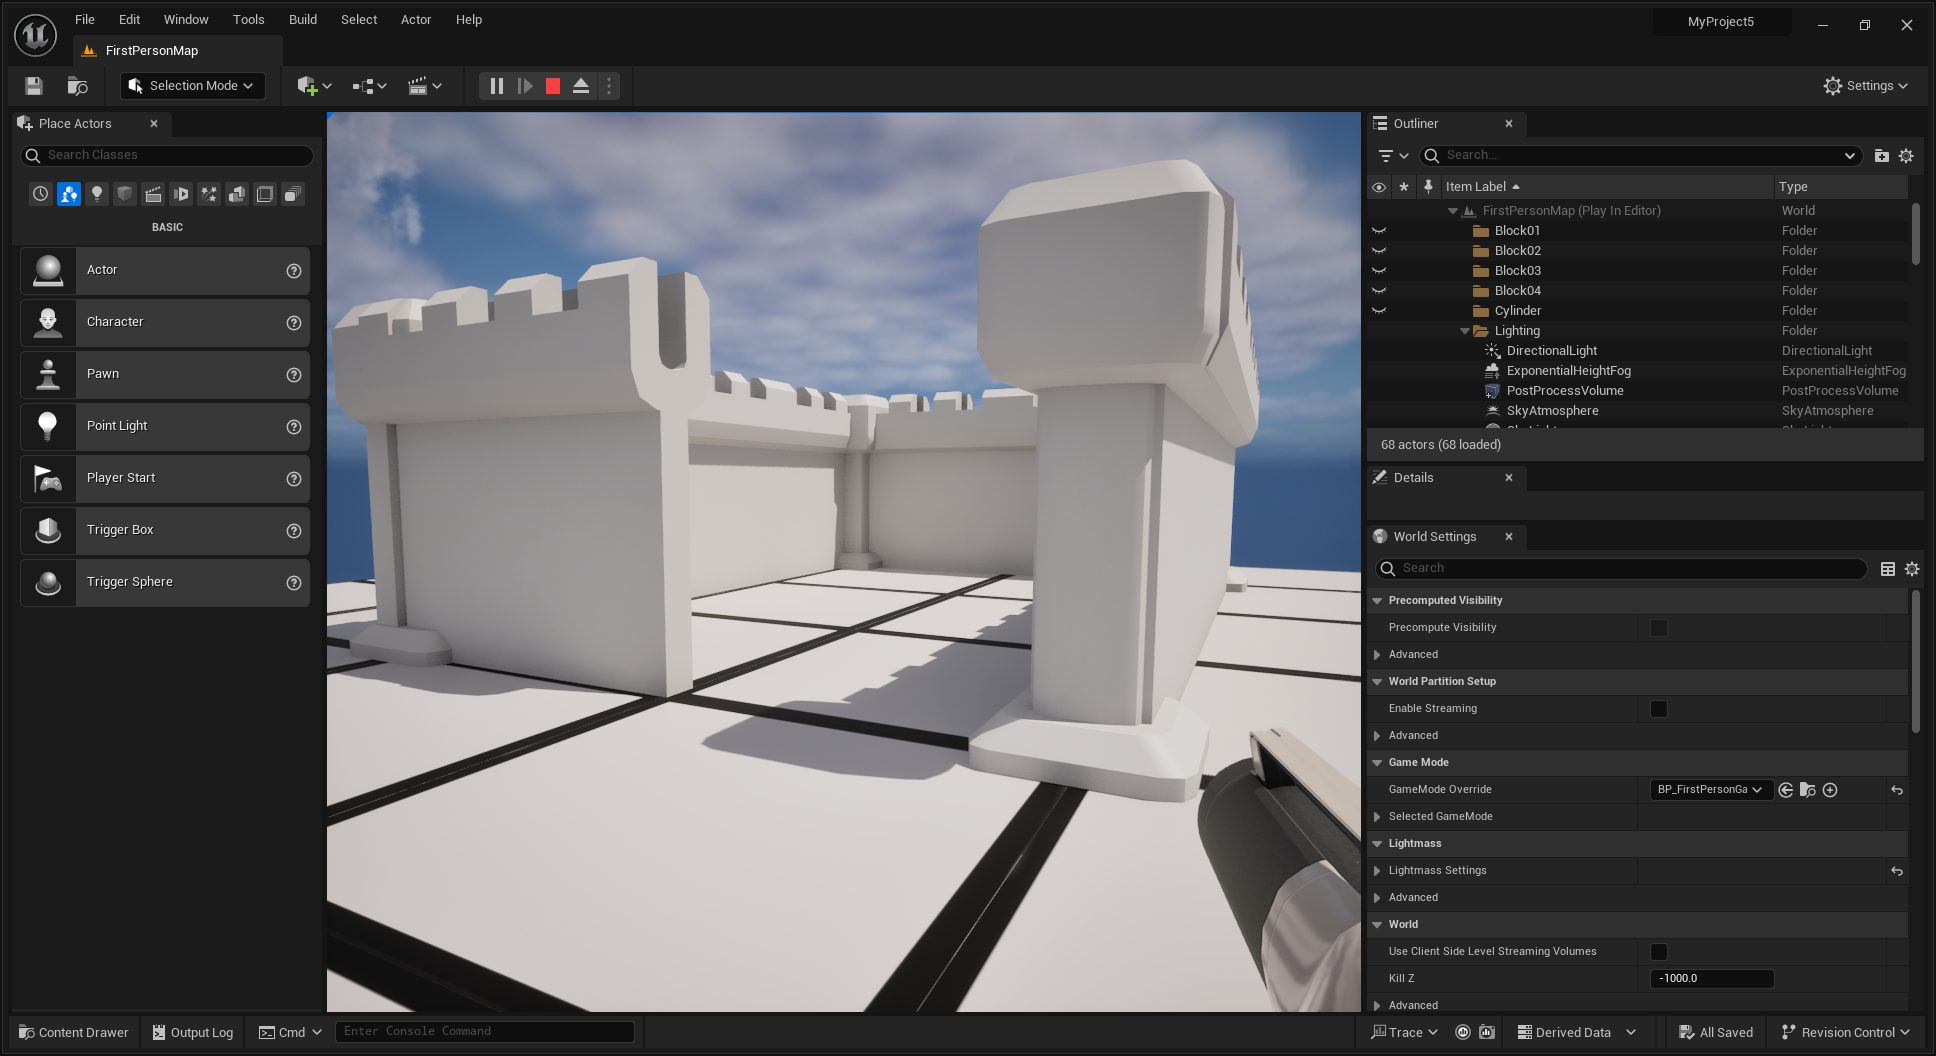 File Edit Window Tools Build Select Actor Help
MyProject5
FirstPersonMap
Selection Mode
Settings
Place Actors
Search Classes
BASIC
Actor
Character
Pawn
Point Light
Player Start
Trigger Box
Trigger Sphere
Outliner
Search...
Item Label Type
FirstPersonMap (Play In Editor) World
Block01 Folder
Block02 Folder
Block03 Folder
Block04 Folder
Cylinder Folder
Lighting Folder
DirectionalLight DirectionalLight
ExponentialHeightFog ExponentialHeightFog
PostProcessVolume PostProcessVolume
SkyAtmosphere SkyAtmosphere
68 actors (68 loaded)
Details
World Settings
Search
Precomputed Visibility
Precompute Visibility
Advanced
World Partition Setup
Enable Streaming
Advanced
Game Mode
GameMode Override BP_FirstPersonGa
Selected GameMode
Lightmass
Lightmass Settings
Advanced
World
Use Client Side Level Streaming Volumes
Kill Z -1000.0
Advanced
Content Drawer Output Log Cmd Enter Console Command Trace Derived Data All Saved Revision Control